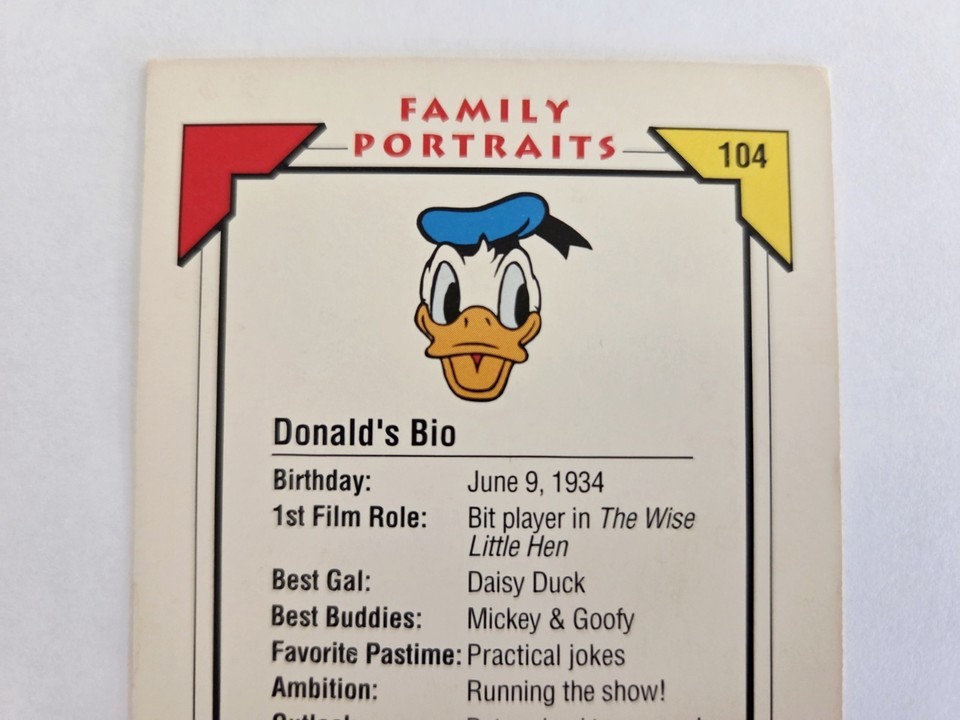 FAMILY
PORTRAITS
104
Donald's Bio
Birthday: June 9, 1934
1st Film Role: Bit player in The Wise
Little Hen
Best Gal: Daisy Duck
Best Buddies: Mickey & Goofy
Favorite Pastime: Practical jokes
Ambition: Running the show!